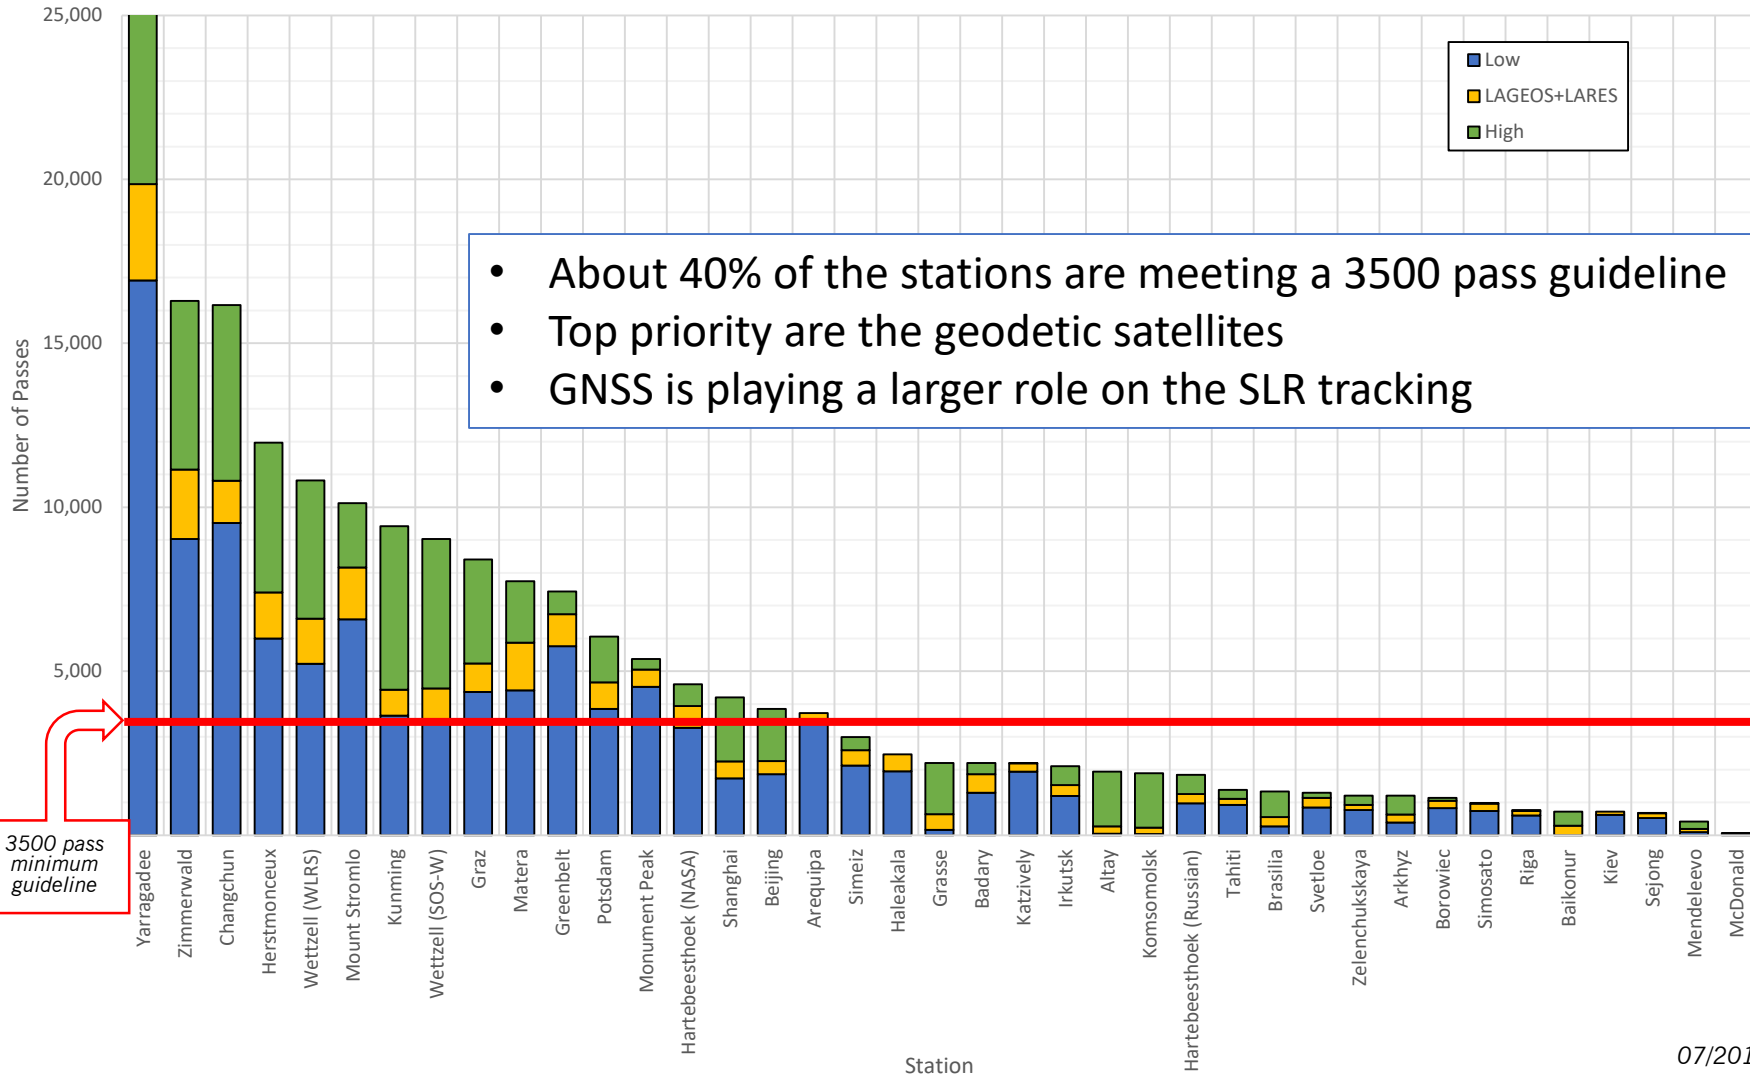 25,000
20,000
15,000
10,000
5,000
Number of Passes
Low
LAGEOS+LARES
High
• About 40% of the stations are meeting a 3500 pass guideline
• Top priority are the geodetic satellites
• GNSS is playing a larger role on the SLR tracking
3500 pass
minimum
guideline
Yarragadee
Zimmerwald
Changchun
Herstmonceux
Wettzell (WLRS)
Mount Stromlo
Kunming
Wettzell (SOS-W)
Graz
Matera
Greenbelt
Potsdam
Monument Peak
Hartebeesthoek (NASA)
Shanghai
Beijing
Arequipa
Simeiz
Haleakala
Grasse
Badary
Katzively
Irkutsk
Altay
Komsomolsk
Hartebeesthoek (Russian)
Tahiti
Brasilia
Svetloe
Zelenchukskaya
Arkhyz
Borowiec
Simosato
Riga
Baikonur
Kiev
Sejong
Mendeleevo
McDonald
Station
07/201